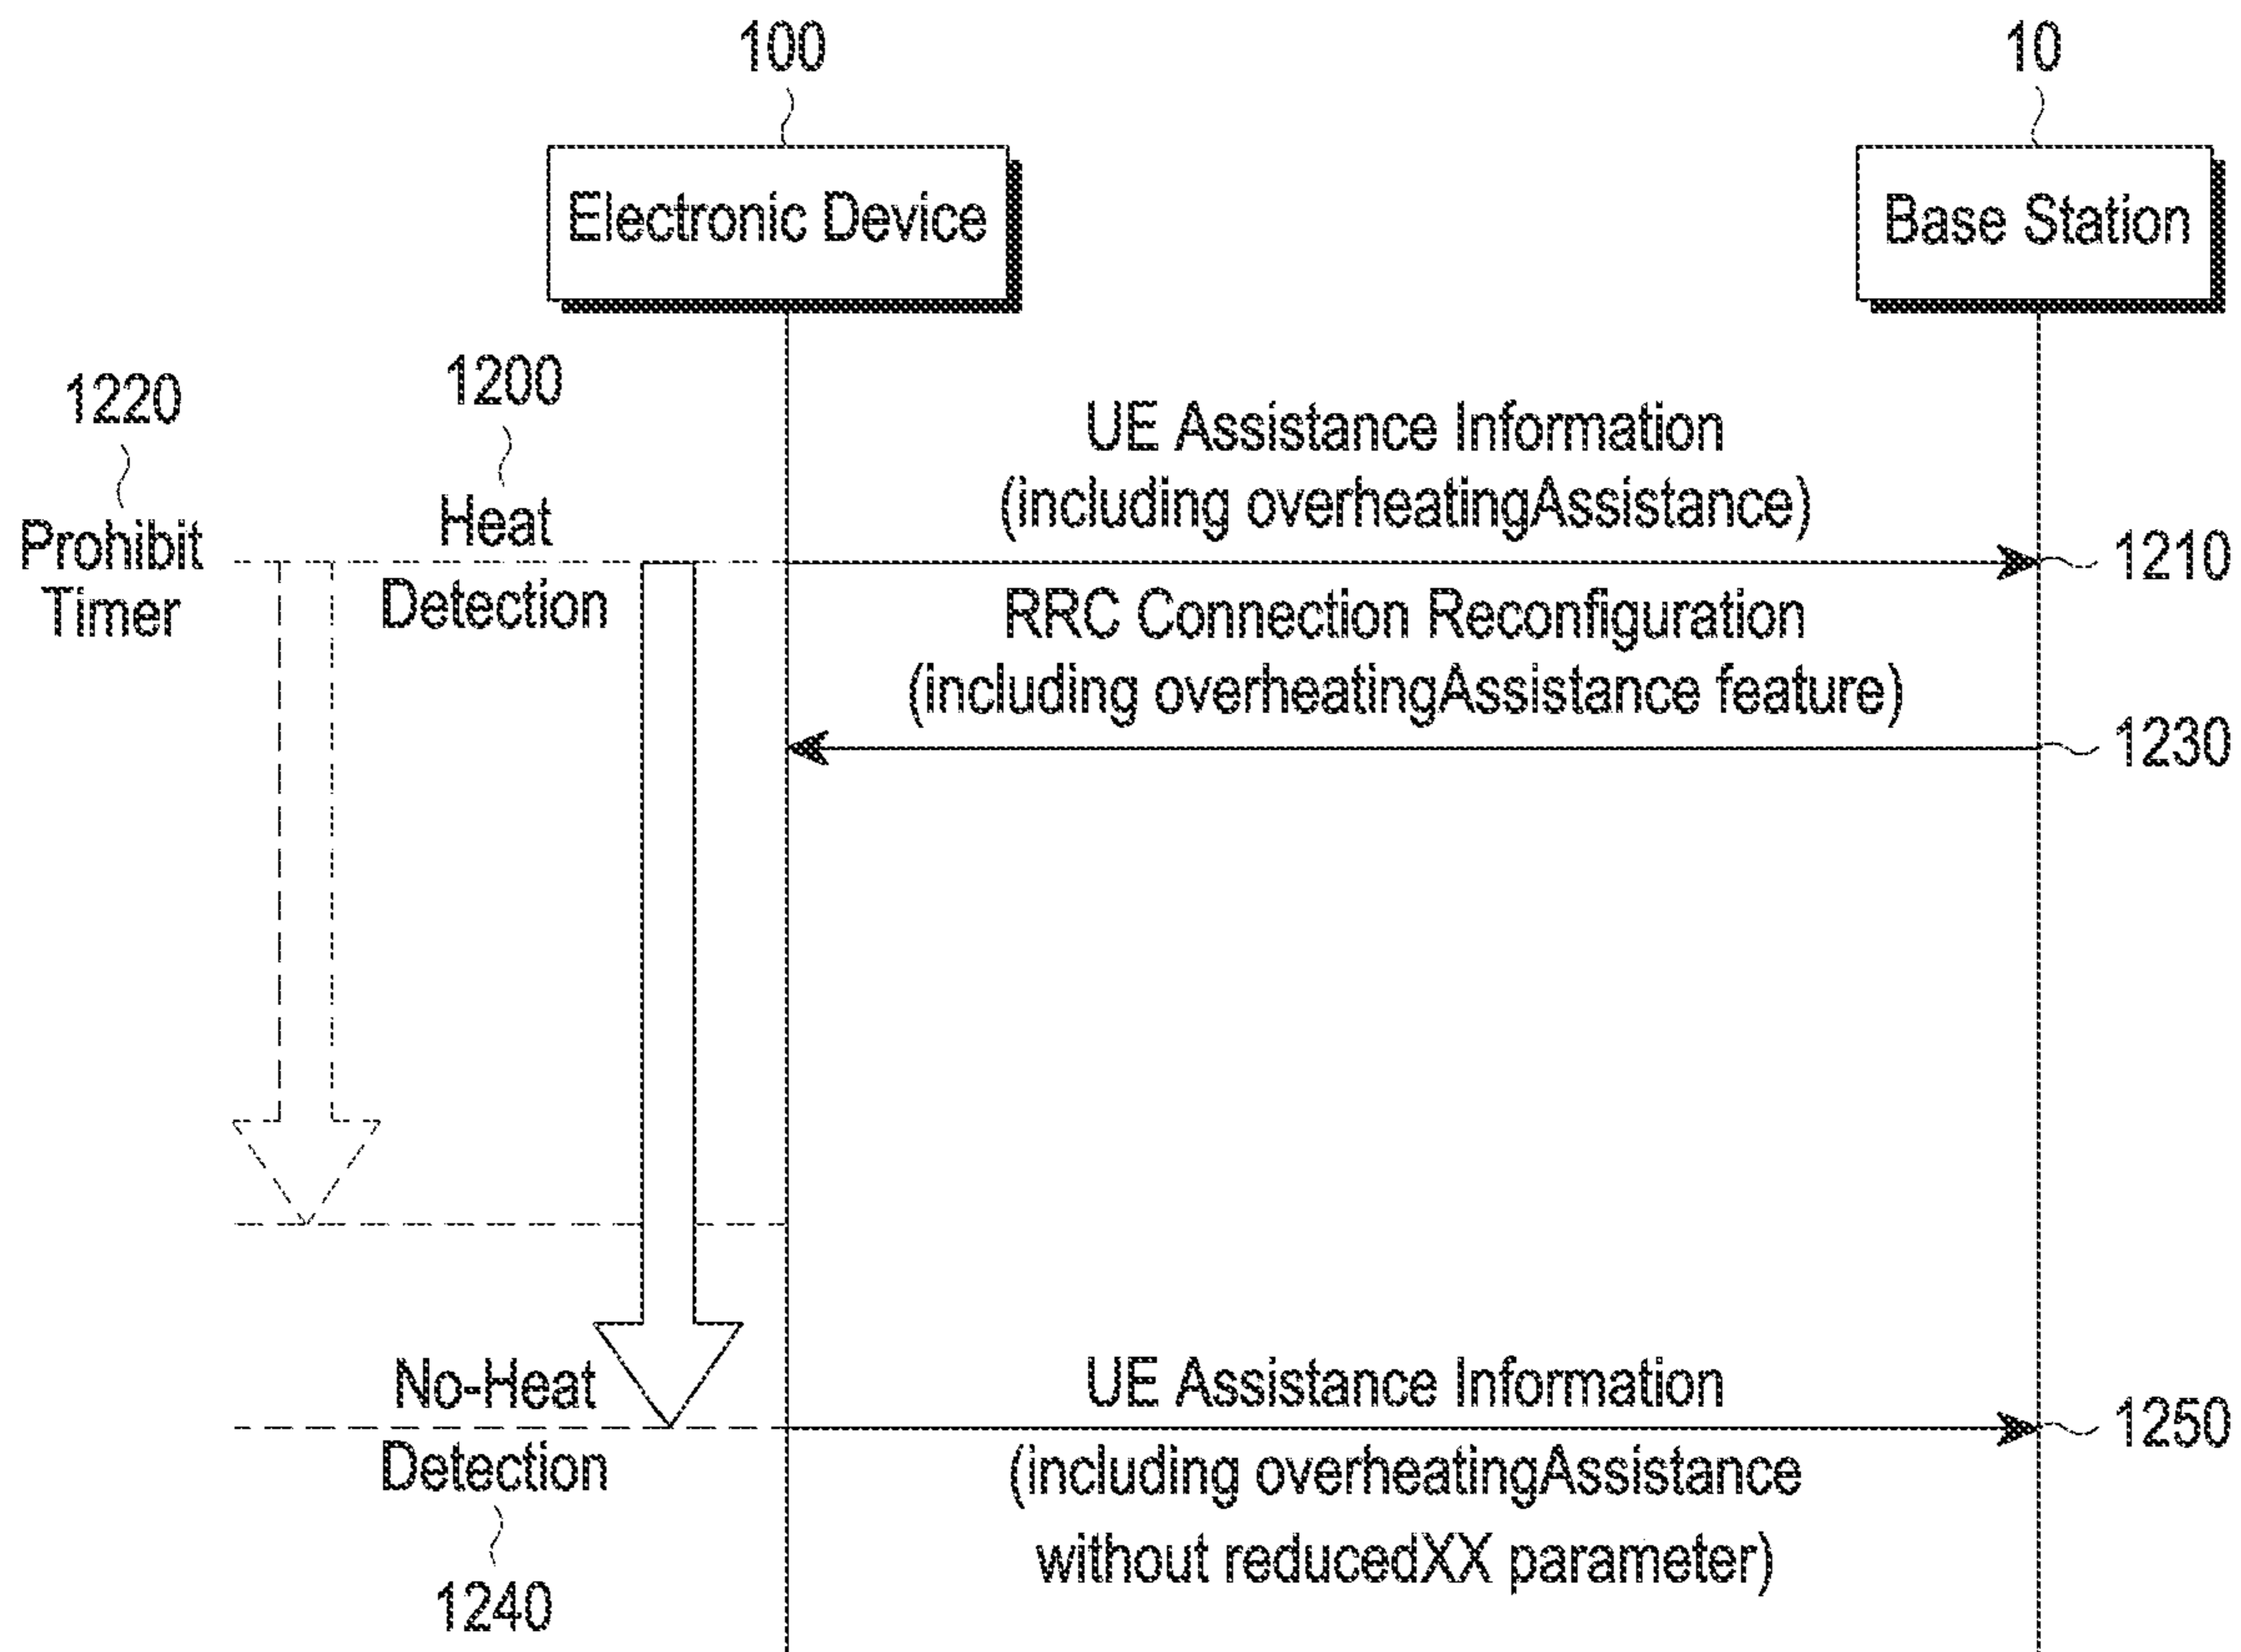 100
10
Electronic Device
Base Station
1220
1200
Prohibit
Timer
Heat
Detection
UE Assistance Information
(including overheatingAssistance)
1210
RRC Connection Reconfiguration
(including overheatingAssistance feature)
1230
No-Heat
Detection
1240
UE Assistance Information
(including overheatingAssistance
without reducedXX parameter)
1250